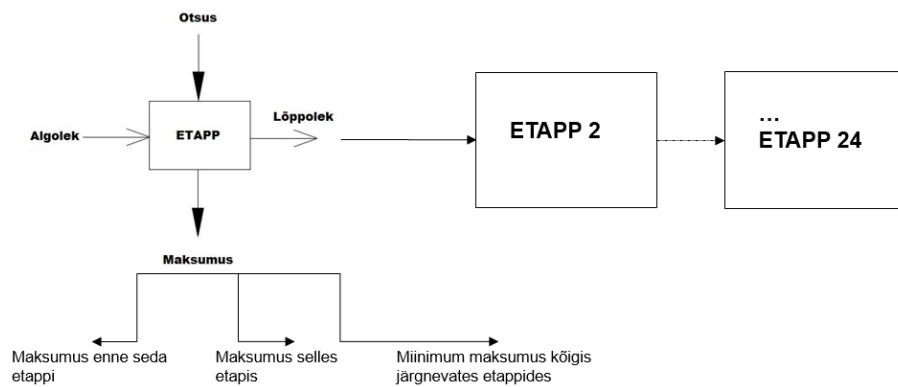 Otsus
Algolek
ETAPP
Lõppolek
ETAPP 2
...
ETAPP 24
Maksumus
Maksumus enne seda
etappi
Maksumus selles
etapis
Miinimum maksumus kõigis
järgnevates etappides